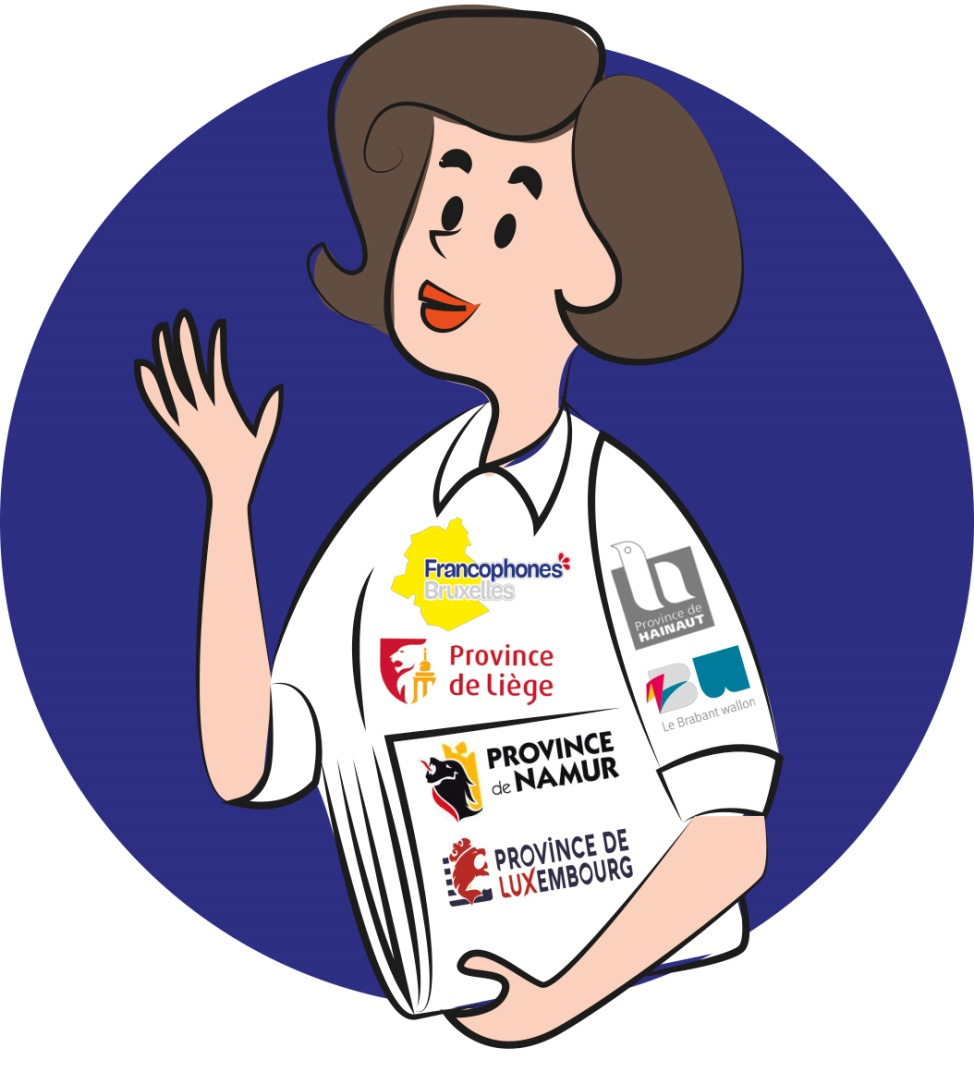 Francophones
Bruxelles
Province de
HAINAUT
Province
de Liège
Le Brabant wallon
PROVINCE
de NAMUR
PROVINCE DE
LUXEMBOURG